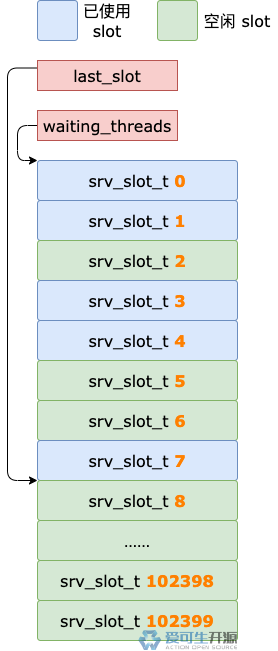 已使用
slot
空闲 slot
last_slot
waiting_threads
srv_slot_t 0
srv_slot_t 1
srv_slot_t 2
srv_slot_t 3
srv_slot_t 4
srv_slot_t 5
srv_slot_t 6
srv_slot_t 7
srv_slot_t 8
......
srv_slot_t 102398
srv_slot_t 102399
爱可生开源
ACTION OPEN SOURCE